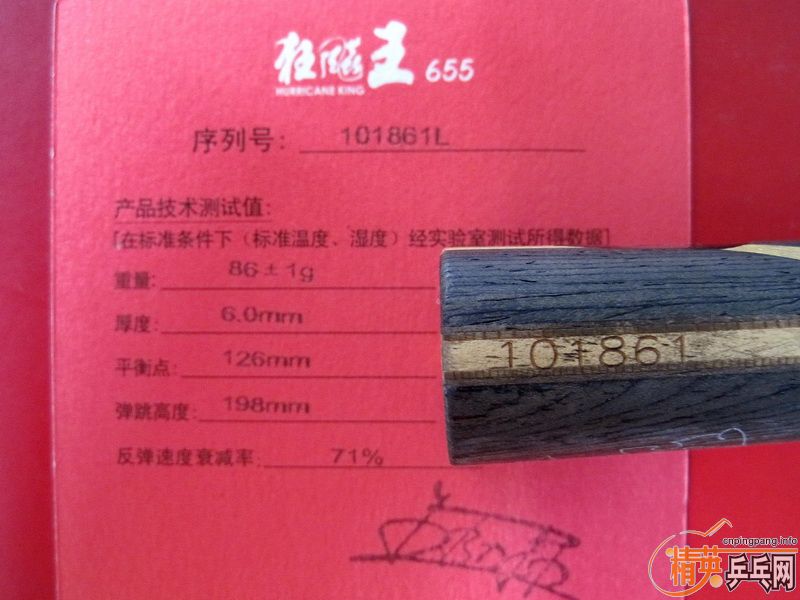 狂飚王 655
HURRICANE KING
序列号: 101861L
产品技术测试值:
[在标准条件下（标准温度、湿度）经实验室测试所得数据]
重量: 86±1g
厚度: 6.0mm
平衡点: 126mm
弹跳高度: 198mm
反弹速度衰减率: 71%
101861
cnpingpang.info
精英乒乓网